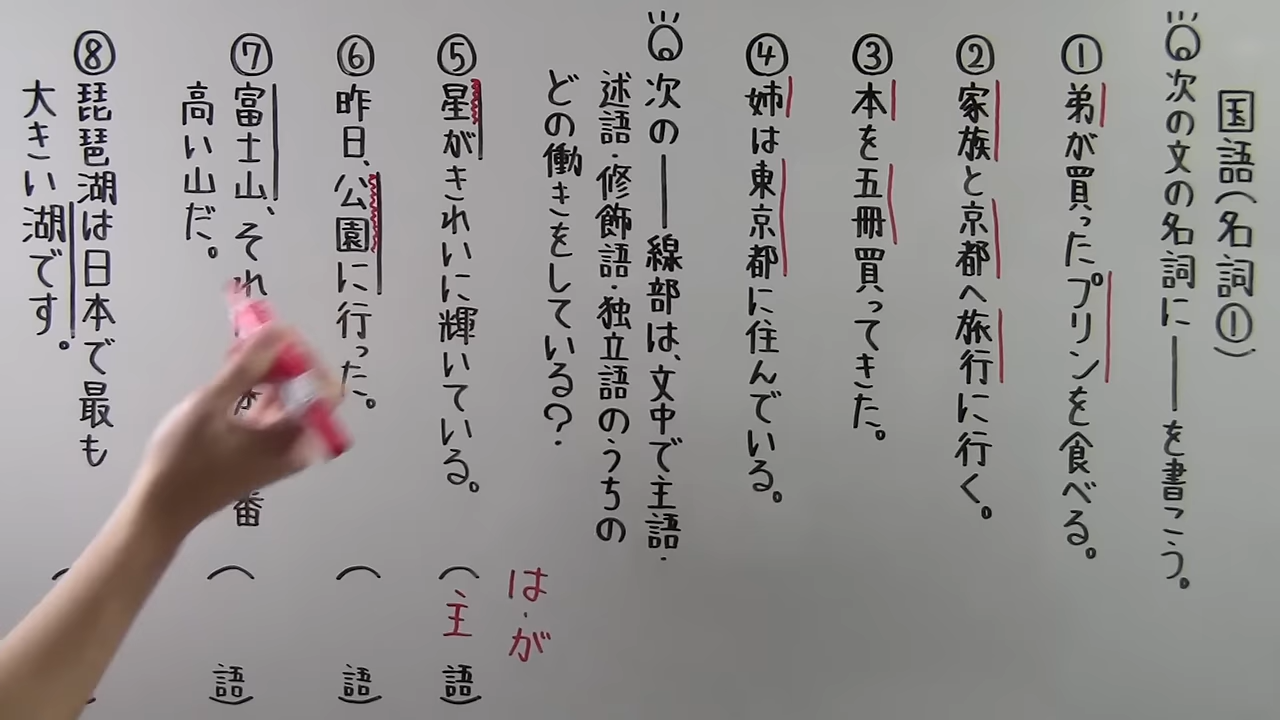 国語（名詞①）
次の文の名詞に――を書こう。
①弟が買ったプリンを食べる。
②家族と京都へ旅行に行く。
③本を五冊買ってきた。
④姉は東京都に住んでいる。
次の――線部は、文中で主語・
述語・修飾語・独立語のうちの
どの働きをしている？
は・が
⑤星がきれいに輝いている。（主語）
⑥昨日、公園に行った。（語）
⑦富士山、それ番
高い山だ。（語）
⑧琵琶湖は日本で最も
大きい湖です。